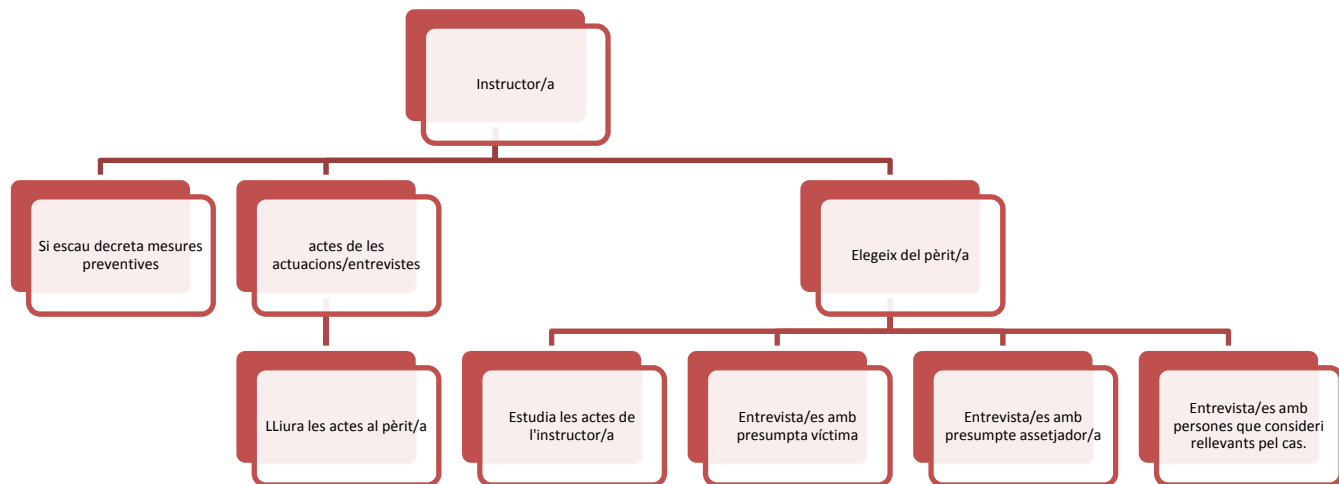 Instructor/a
Si escau decreta mesures
preventives
actes de les
actuacions/entrevistes
Elegeix del pèrit/a
LLiura les actes al pèrit/a
Estudia les actes de
l'instructor/a
Entrevista/es amb
presumpta víctima
Entrevista/es amb
presumpte assetjador/a
Entrevista/es amb
persones que consideri
rellevants pel cas.